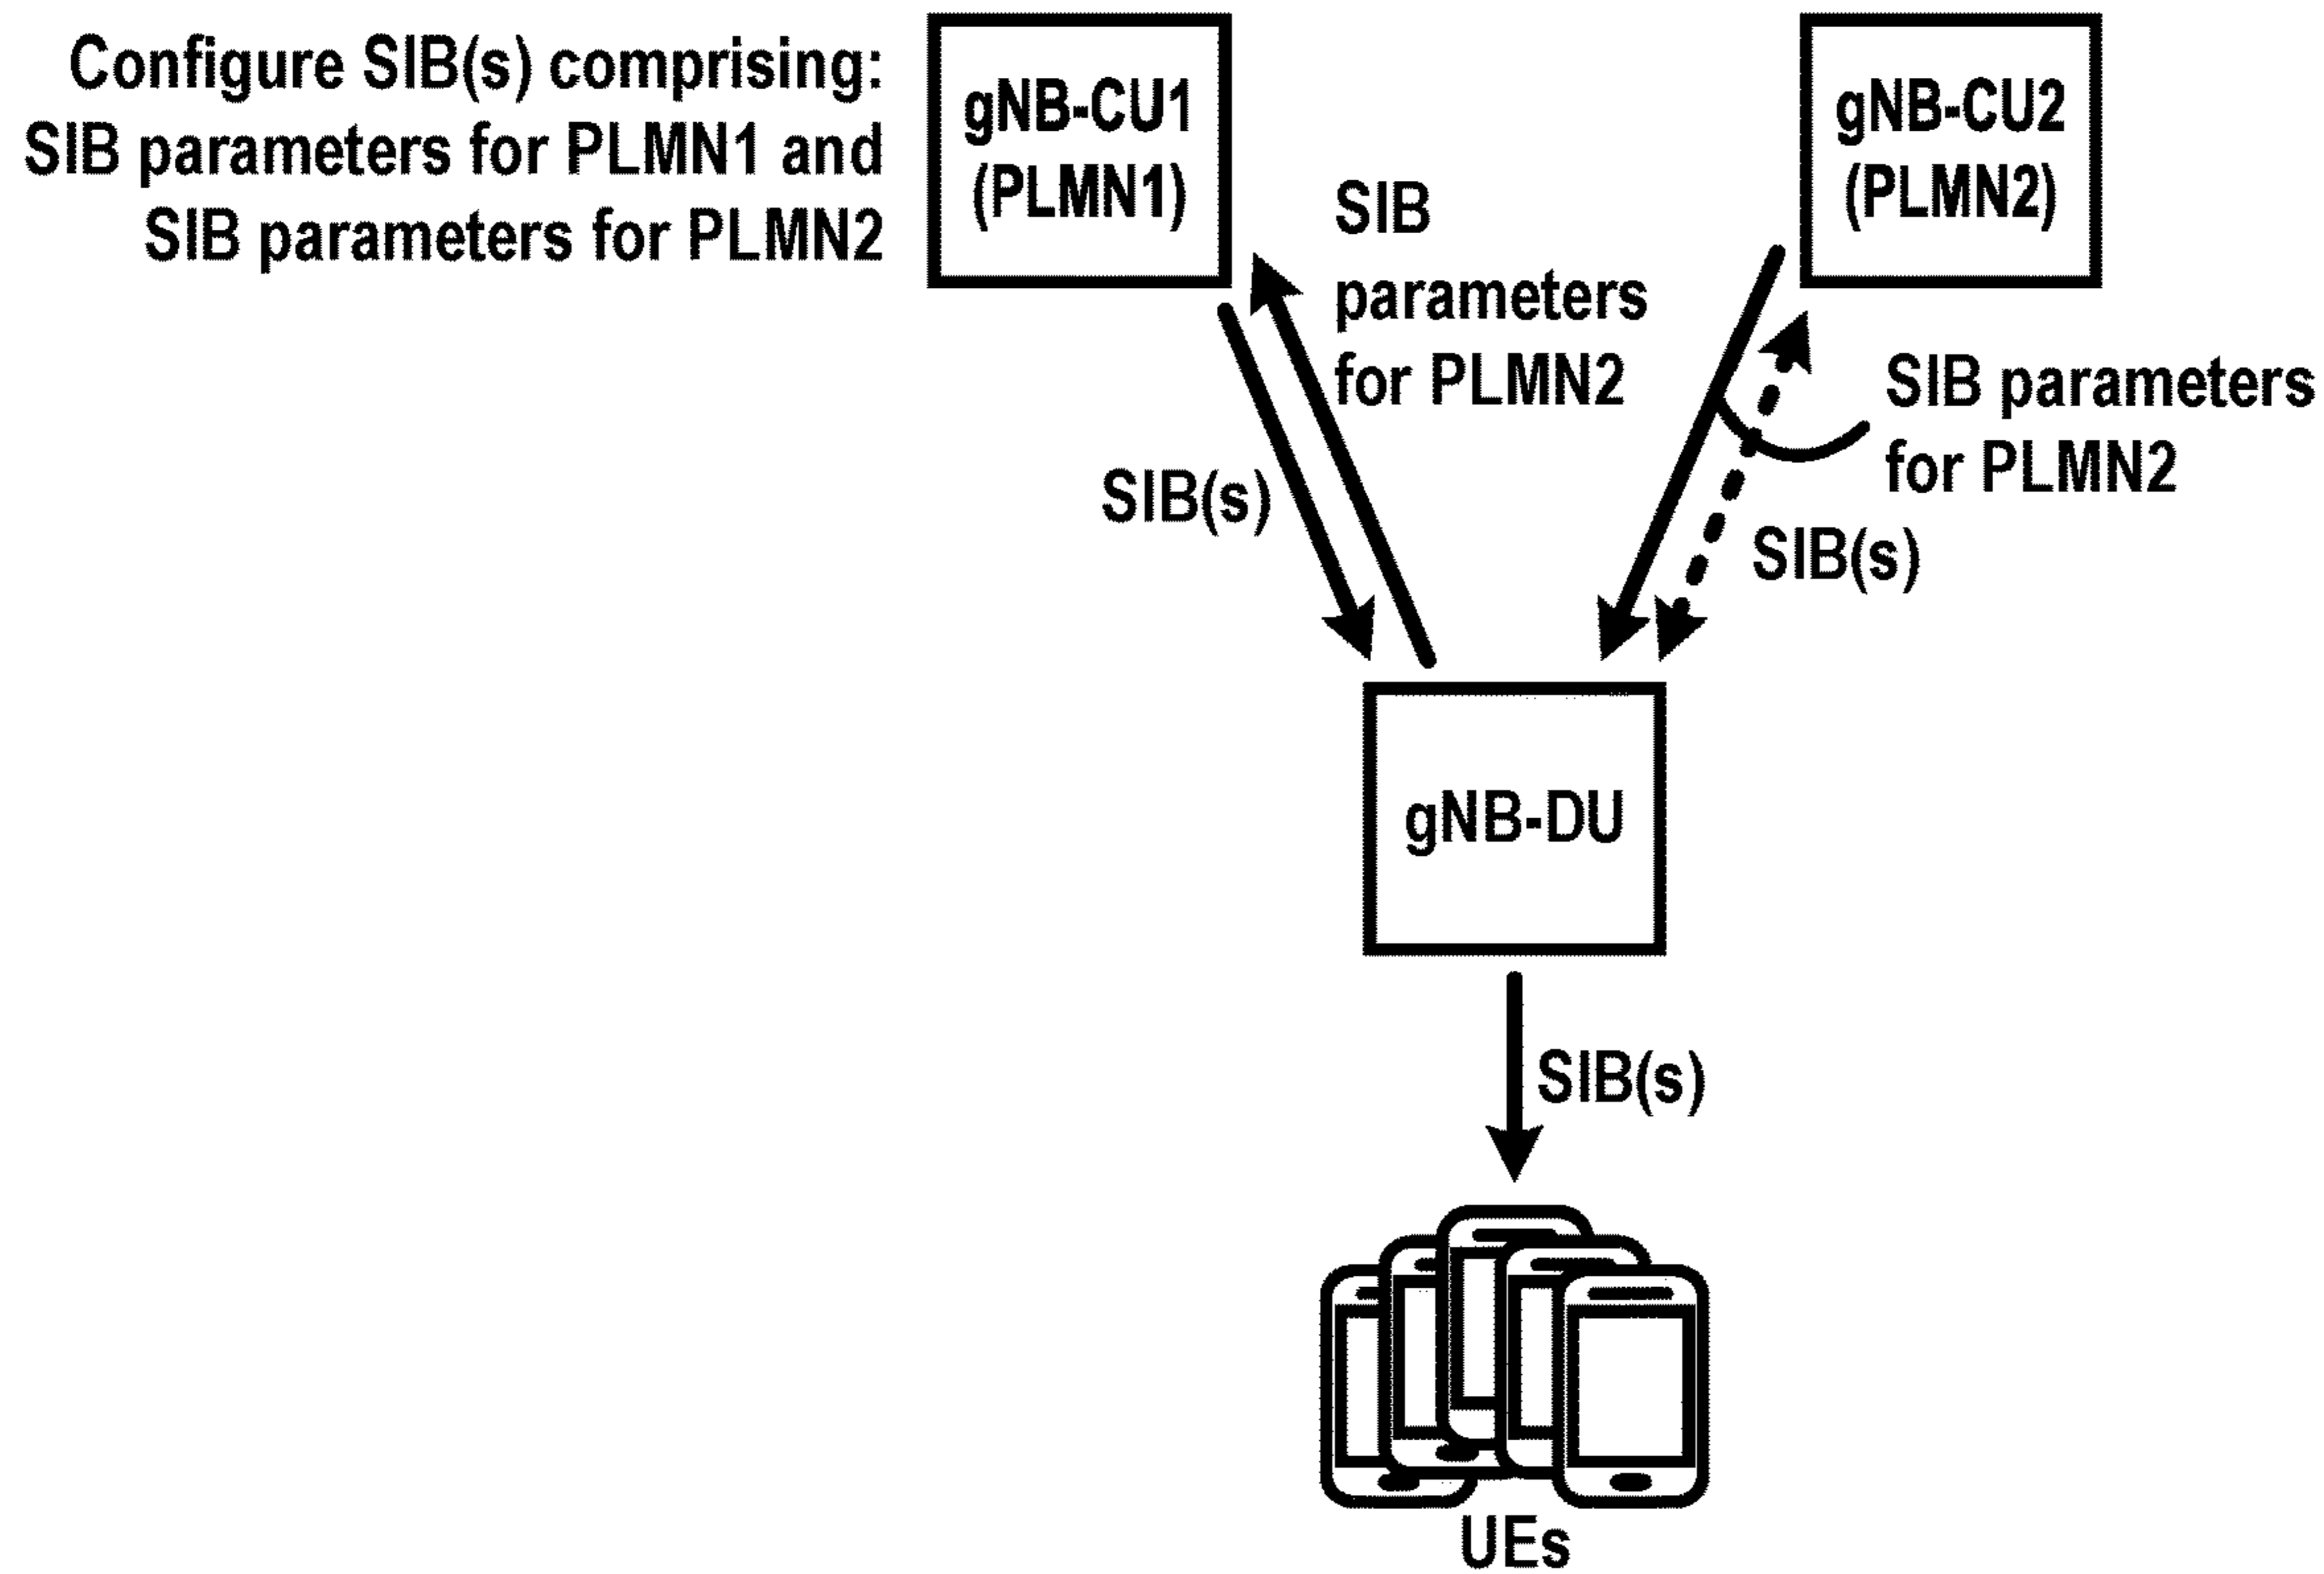 Configure SIB(s) comprising:
SIB parameters for PLMN1 and
SIB parameters for PLMN2
gNB-CU1
(PLMN1)
gNB-CU2
(PLMN2)
SIB
parameters
for PLMN2
SIB parameters
for PLMN2
SIB(s)
SIB(s)
gNB-DU
SIB(s)
UEs